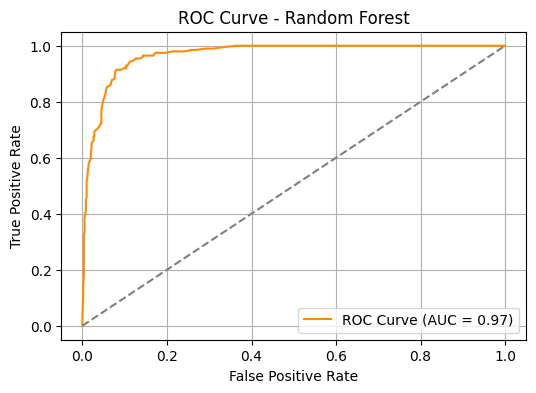 ROC Curve - Random Forest
True Positive Rate
1.0
0.8
0.6
0.4
0.2
0.0
ROC Curve (AUC = 0.97)
0.0 0.2 0.4 0.6 0.8 1.0
False Positive Rate